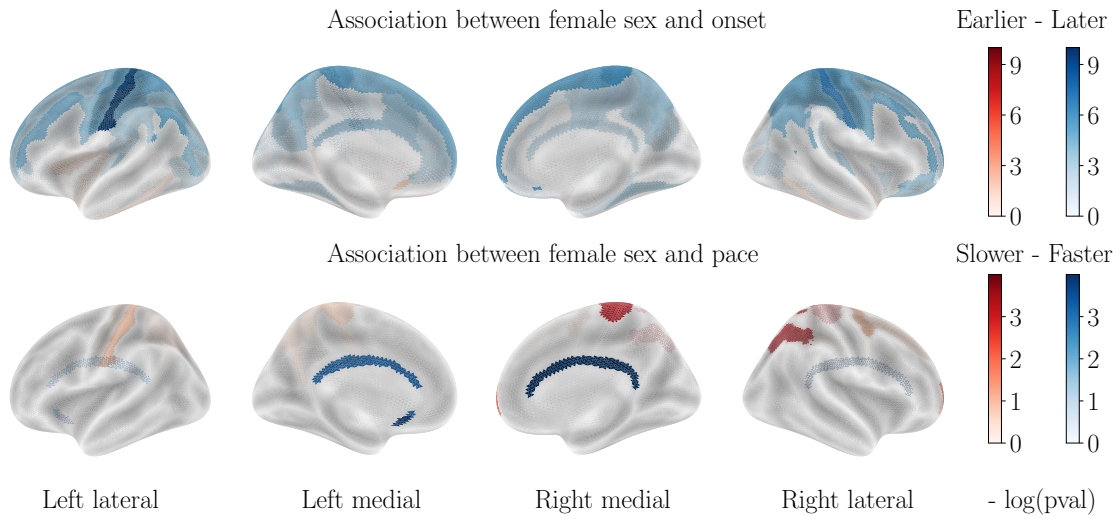 Association between female sex and onset
Earlier - Later
9
6
3
0
9
6
3
0
Association between female sex and pace
Slower - Faster
3
2
1
0
3
2
1
0
Left lateral
Left medial
Right medial
Right lateral
- log(pval)